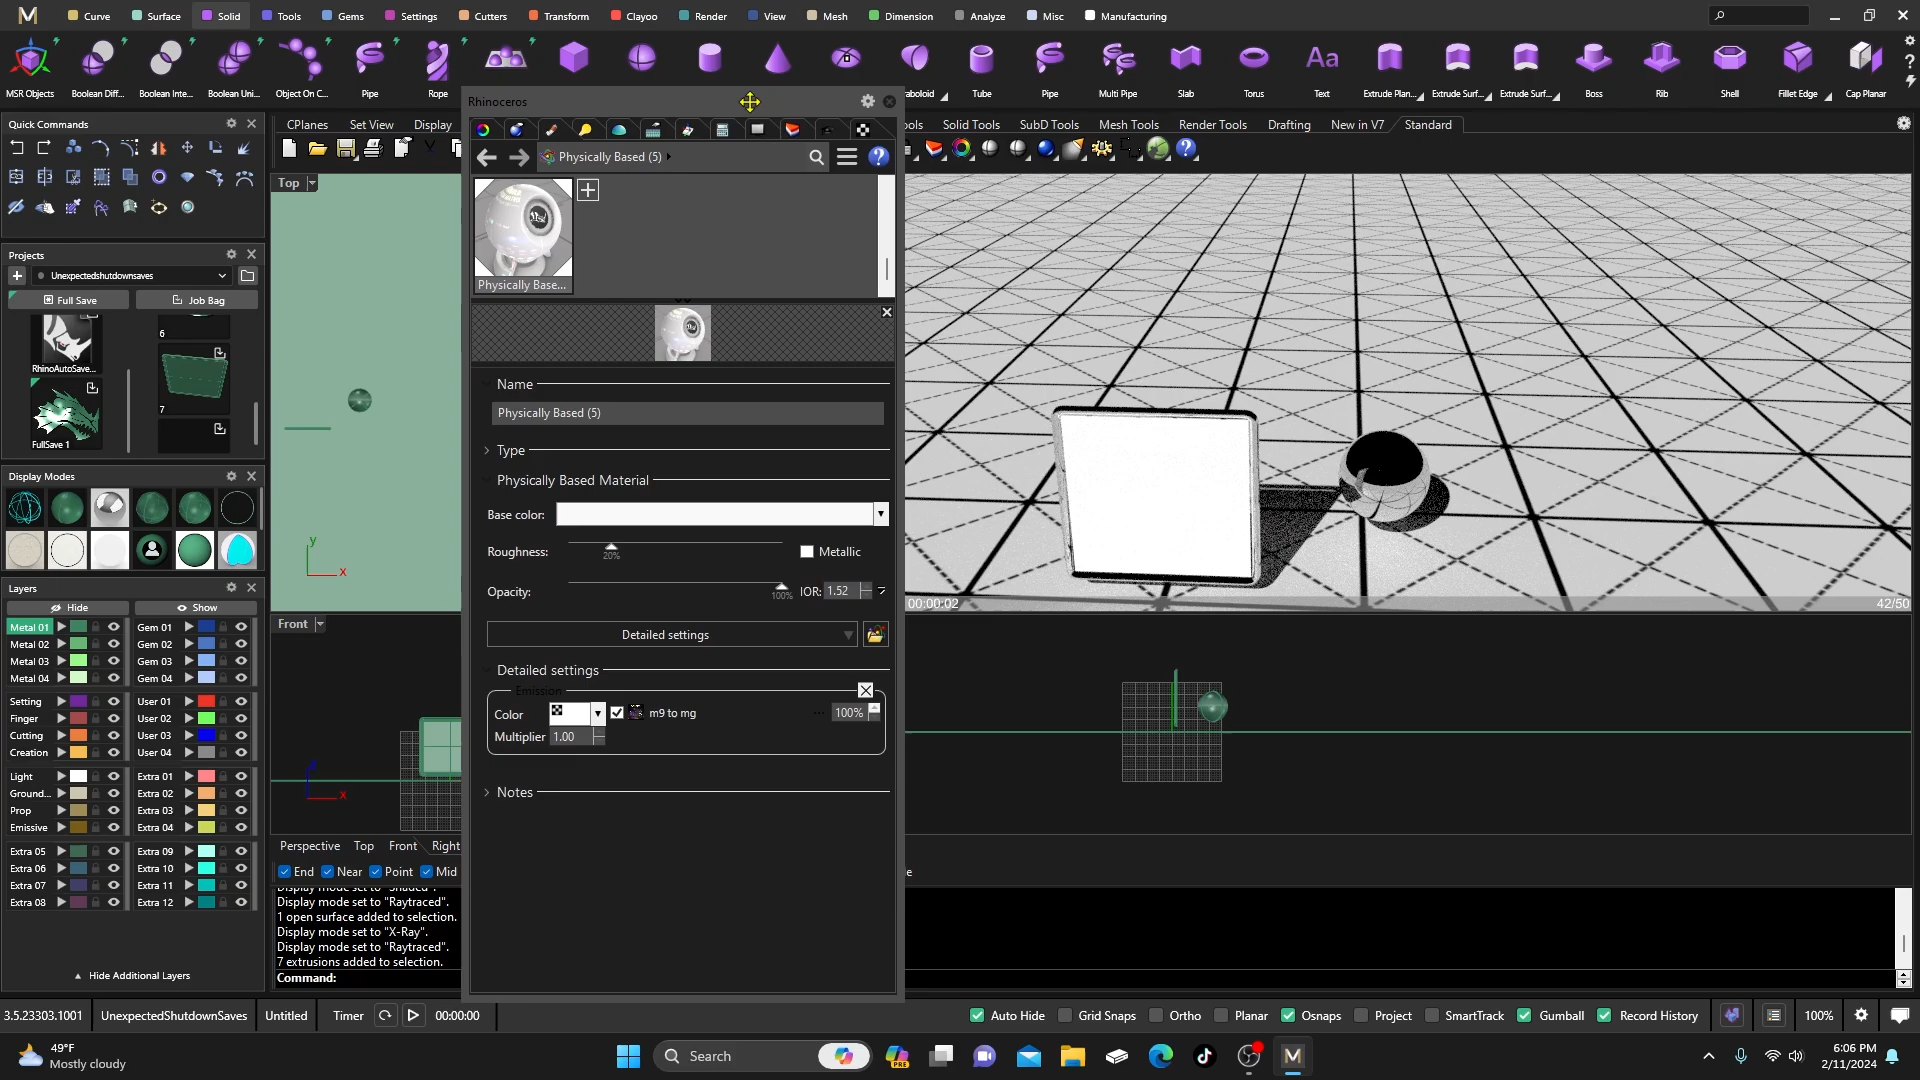 Curve Surface Solid Tools Gems Settings Cutters Transform Clayoo Render View Mesh Dimension Analyze Misc Manufacturing
MSR Objects Boolean Diff... Boolean Inte... Boolean Uni... Object On C... Pipe Rope raboloid Tube Pipe Multi Pipe Slab Torus Text Extrude Plan... Extrude Surf... Extrude Surf... Boss Rib Shell Fillet Edge Cap Planar
Aa
Rhinoceros
Quick Commands
CPlanes Set View Display
ools Solid Tools SubD Tools Mesh Tools Render Tools Drafting New in V7 Standard
Physically Based (5)
Top
Physically Base...
Projects
Unexpectedshutdownsaves
Full Save Job Bag
6
RhinoAutoSave...
7
FullSave 1
Name
Physically Based (5)
Type
Physically Based Material
Base color:
Roughness: 20% Metallic
Opacity: 100% IOR: 1.52
Detailed settings
Detailed settings
Emission
Color m9 to mg ... 100%
Multiplier 1.00
Notes
Display Modes
y
x
00:00:02 42/50
Front
x
Layers
Hide Show
Metal 01 Gem 01
Metal 02 Gem 02
Metal 03 Gem 03
Metal 04 Gem 04
Setting User 01
Finger User 02
Cutting User 03
Creation User 04
Light Extra 01
Ground... Extra 02
Prop Extra 03
Emissive Extra 04
Extra 05 Extra 09
Extra 06 Extra 10
Extra 07 Extra 11
Extra 08 Extra 12
Hide Additional Layers
Perspective Top Front Right
End Near Point Mid
Display mode set to "Shaded".
Display mode set to "Raytraced".
1 open surface added to selection.
Display mode set to "X-Ray".
Display mode set to "Raytraced".
7 extrusions added to selection.
Command:
3.5.23303.1001 UnexpectedShutdownSaves Untitled Timer 00:00:00
Auto Hide Grid Snaps Ortho Planar Osnaps Project SmartTrack Gumball Record History 100%
49°F
Mostly cloudy
Search
PRE
6:06 PM
2/11/2024